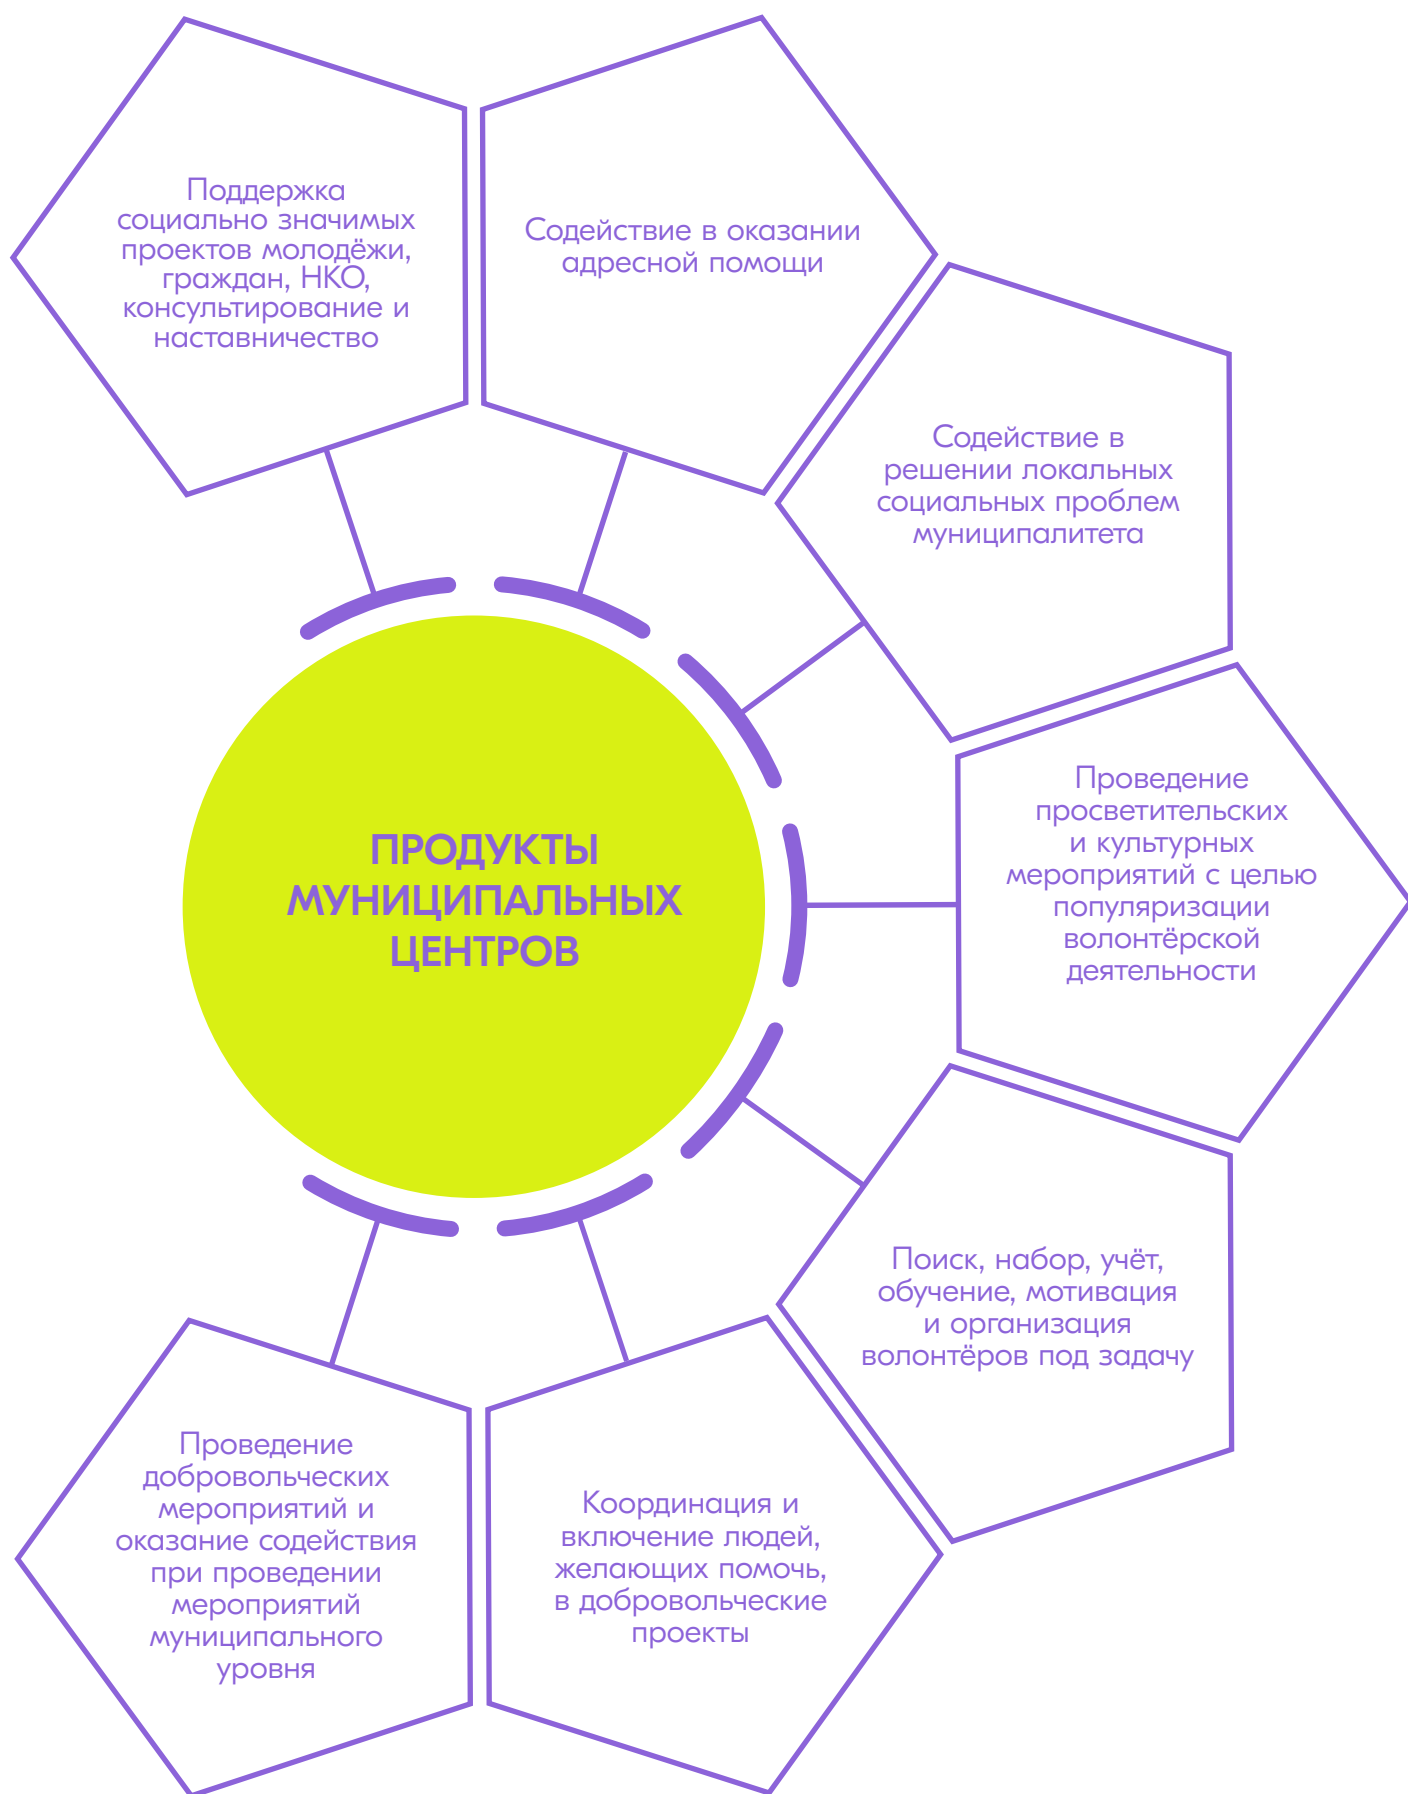 Поддержка
социально значимых
проектов молодёжи,
граждан, НКО,
консультирование и
наставничество
Содействие в оказании
адресной помощи
Содействие в
решении локальных
социальных проблем
муниципалитета
Проведение
просветительских
и культурных
мероприятий с целью
популяризации
волонтёрской
деятельности
ПРОДУКТЫ
МУНИЦИПАЛЬНЫХ
ЦЕНТРОВ
Поиск, набор, учёт,
обучение, мотивация
и организация
волонтёров под задачу
Координация и
включение людей,
желающих помочь,
в добровольческие
проекты
Проведение
добровольческих
мероприятий и
оказание содействия
при проведении
мероприятий
муниципального
уровня